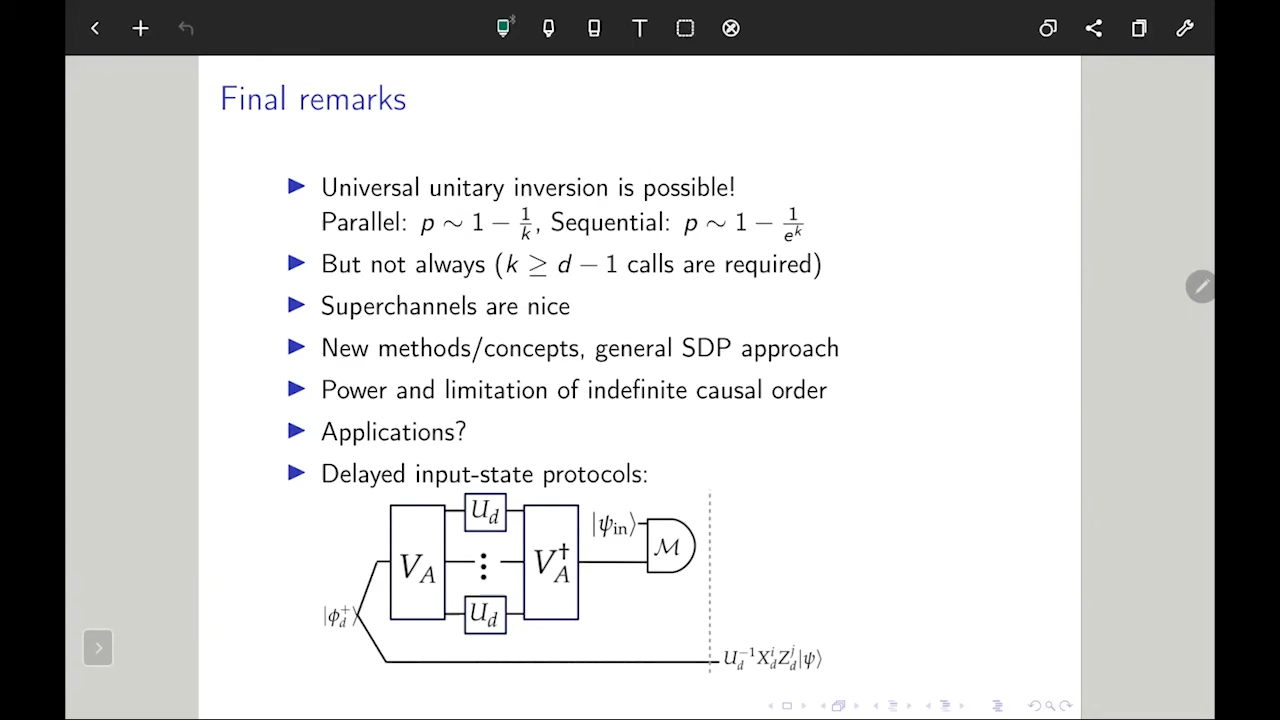 Final remarks
Universal unitary inversion is possible!
Parallel: p ∼ 1 − 1/k, Sequential: p ∼ 1 − 1/e^k
But not always (k ≥ d − 1 calls are required)
Superchannels are nice
New methods/concepts, general SDP approach
Power and limitation of indefinite causal order
Applications?
Delayed input-state protocols:
U_d
|ψ_in⟩
V_A ⋮ V_A^† M
|ϕ_d^+⟩ U_d
U_d^{-1} X_d^i Z_d^j |ψ⟩